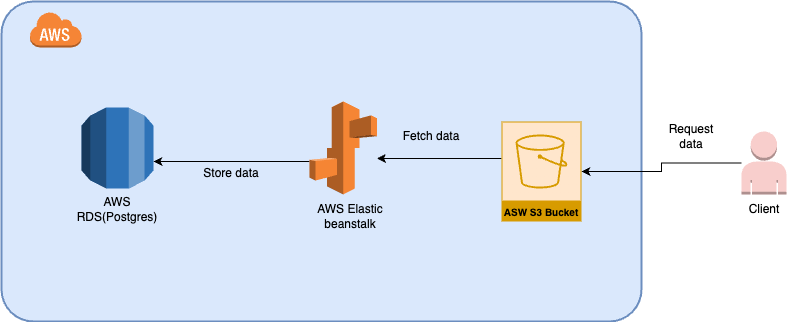 AWS
Fetch data
Request
data
Store data
AWS
RDS(Postgres)
AWS Elastic
beanstalk
ASW S3 Bucket
Client